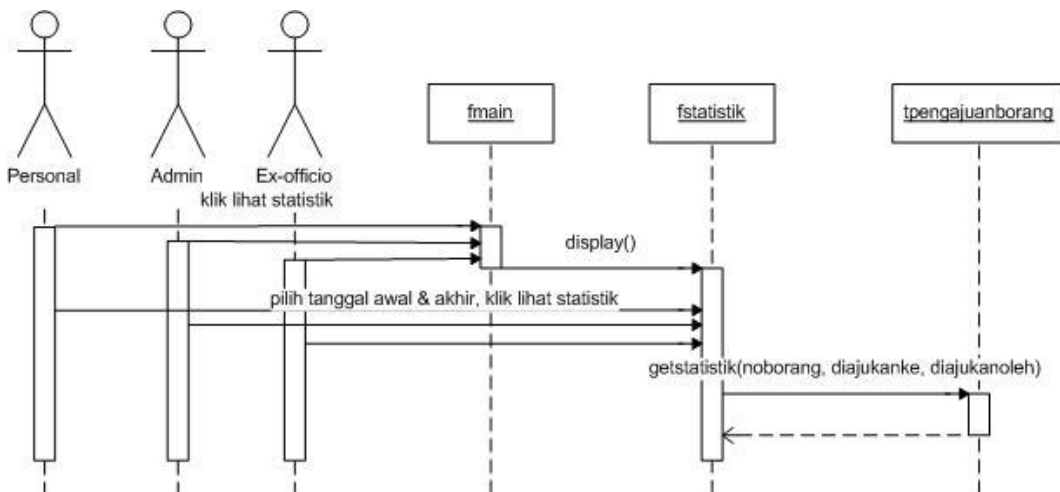 fmain
fstatistik
tpengajuanborang
Personal
Admin
Ex-officio
klik lihat statistik
display()
pilih tanggal awal & akhir, klik lihat statistik
getstatistik(noborang, diajukanke, diajukanoleh)